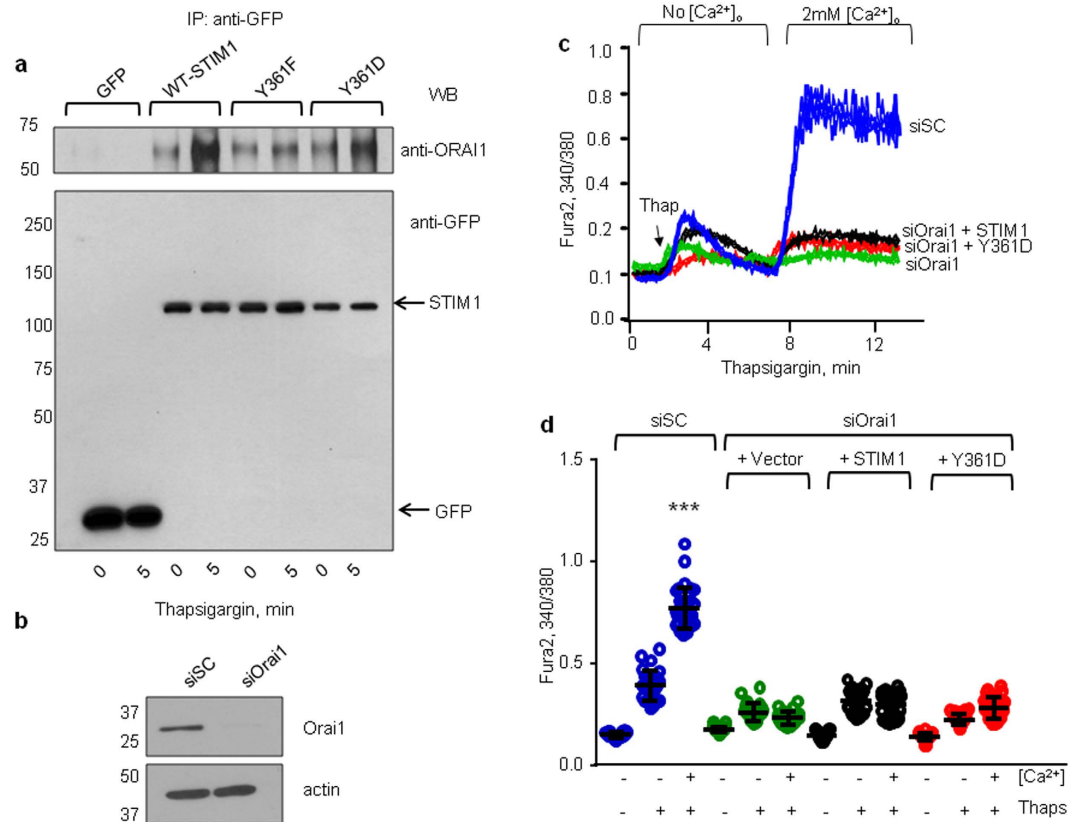 IP: anti-GFP
a
GFP
WT-STIM1
Y361F
Y361D
WB
75
50
anti-ORAI1
250
150
100
75
50
37
25
anti-GFP
STIM1
GFP
0 5 0 5 0 5 0 5
Thapsigargin, min
b
siSC
siOrai1
37
25
Orai1
50
37
actin
c
No [Ca²⁺]ₒ
2mM [Ca²⁺]ₒ
Fura2, 340/380
1.0
0.8
0.6
0.4
0.2
0.1
0.0
Thap
siSC
siOrai1 + STIM1
siOrai1 + Y361D
siOrai1
0 4 8 12
Thapsigargin, min
d
siSC
siOrai1
+ Vector
+ STIM1
+ Y361D
Fura2, 340/380
1.5
1.0
0.5
0.0
***
- - + - - + - - + - - + [Ca²⁺]
- + + - + + - + + - + + Thaps